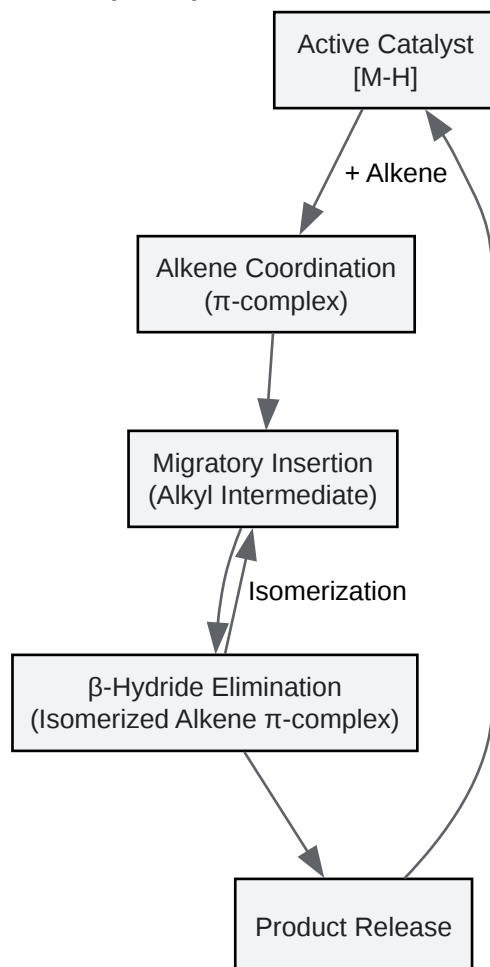 Active Catalyst
[M-H]
+ Alkene
Alkene Coordination
(π-complex)
Migratory Insertion
(Alkyl Intermediate)
Isomerization
β-Hydride Elimination
(Isomerized Alkene π-complex)
Product Release